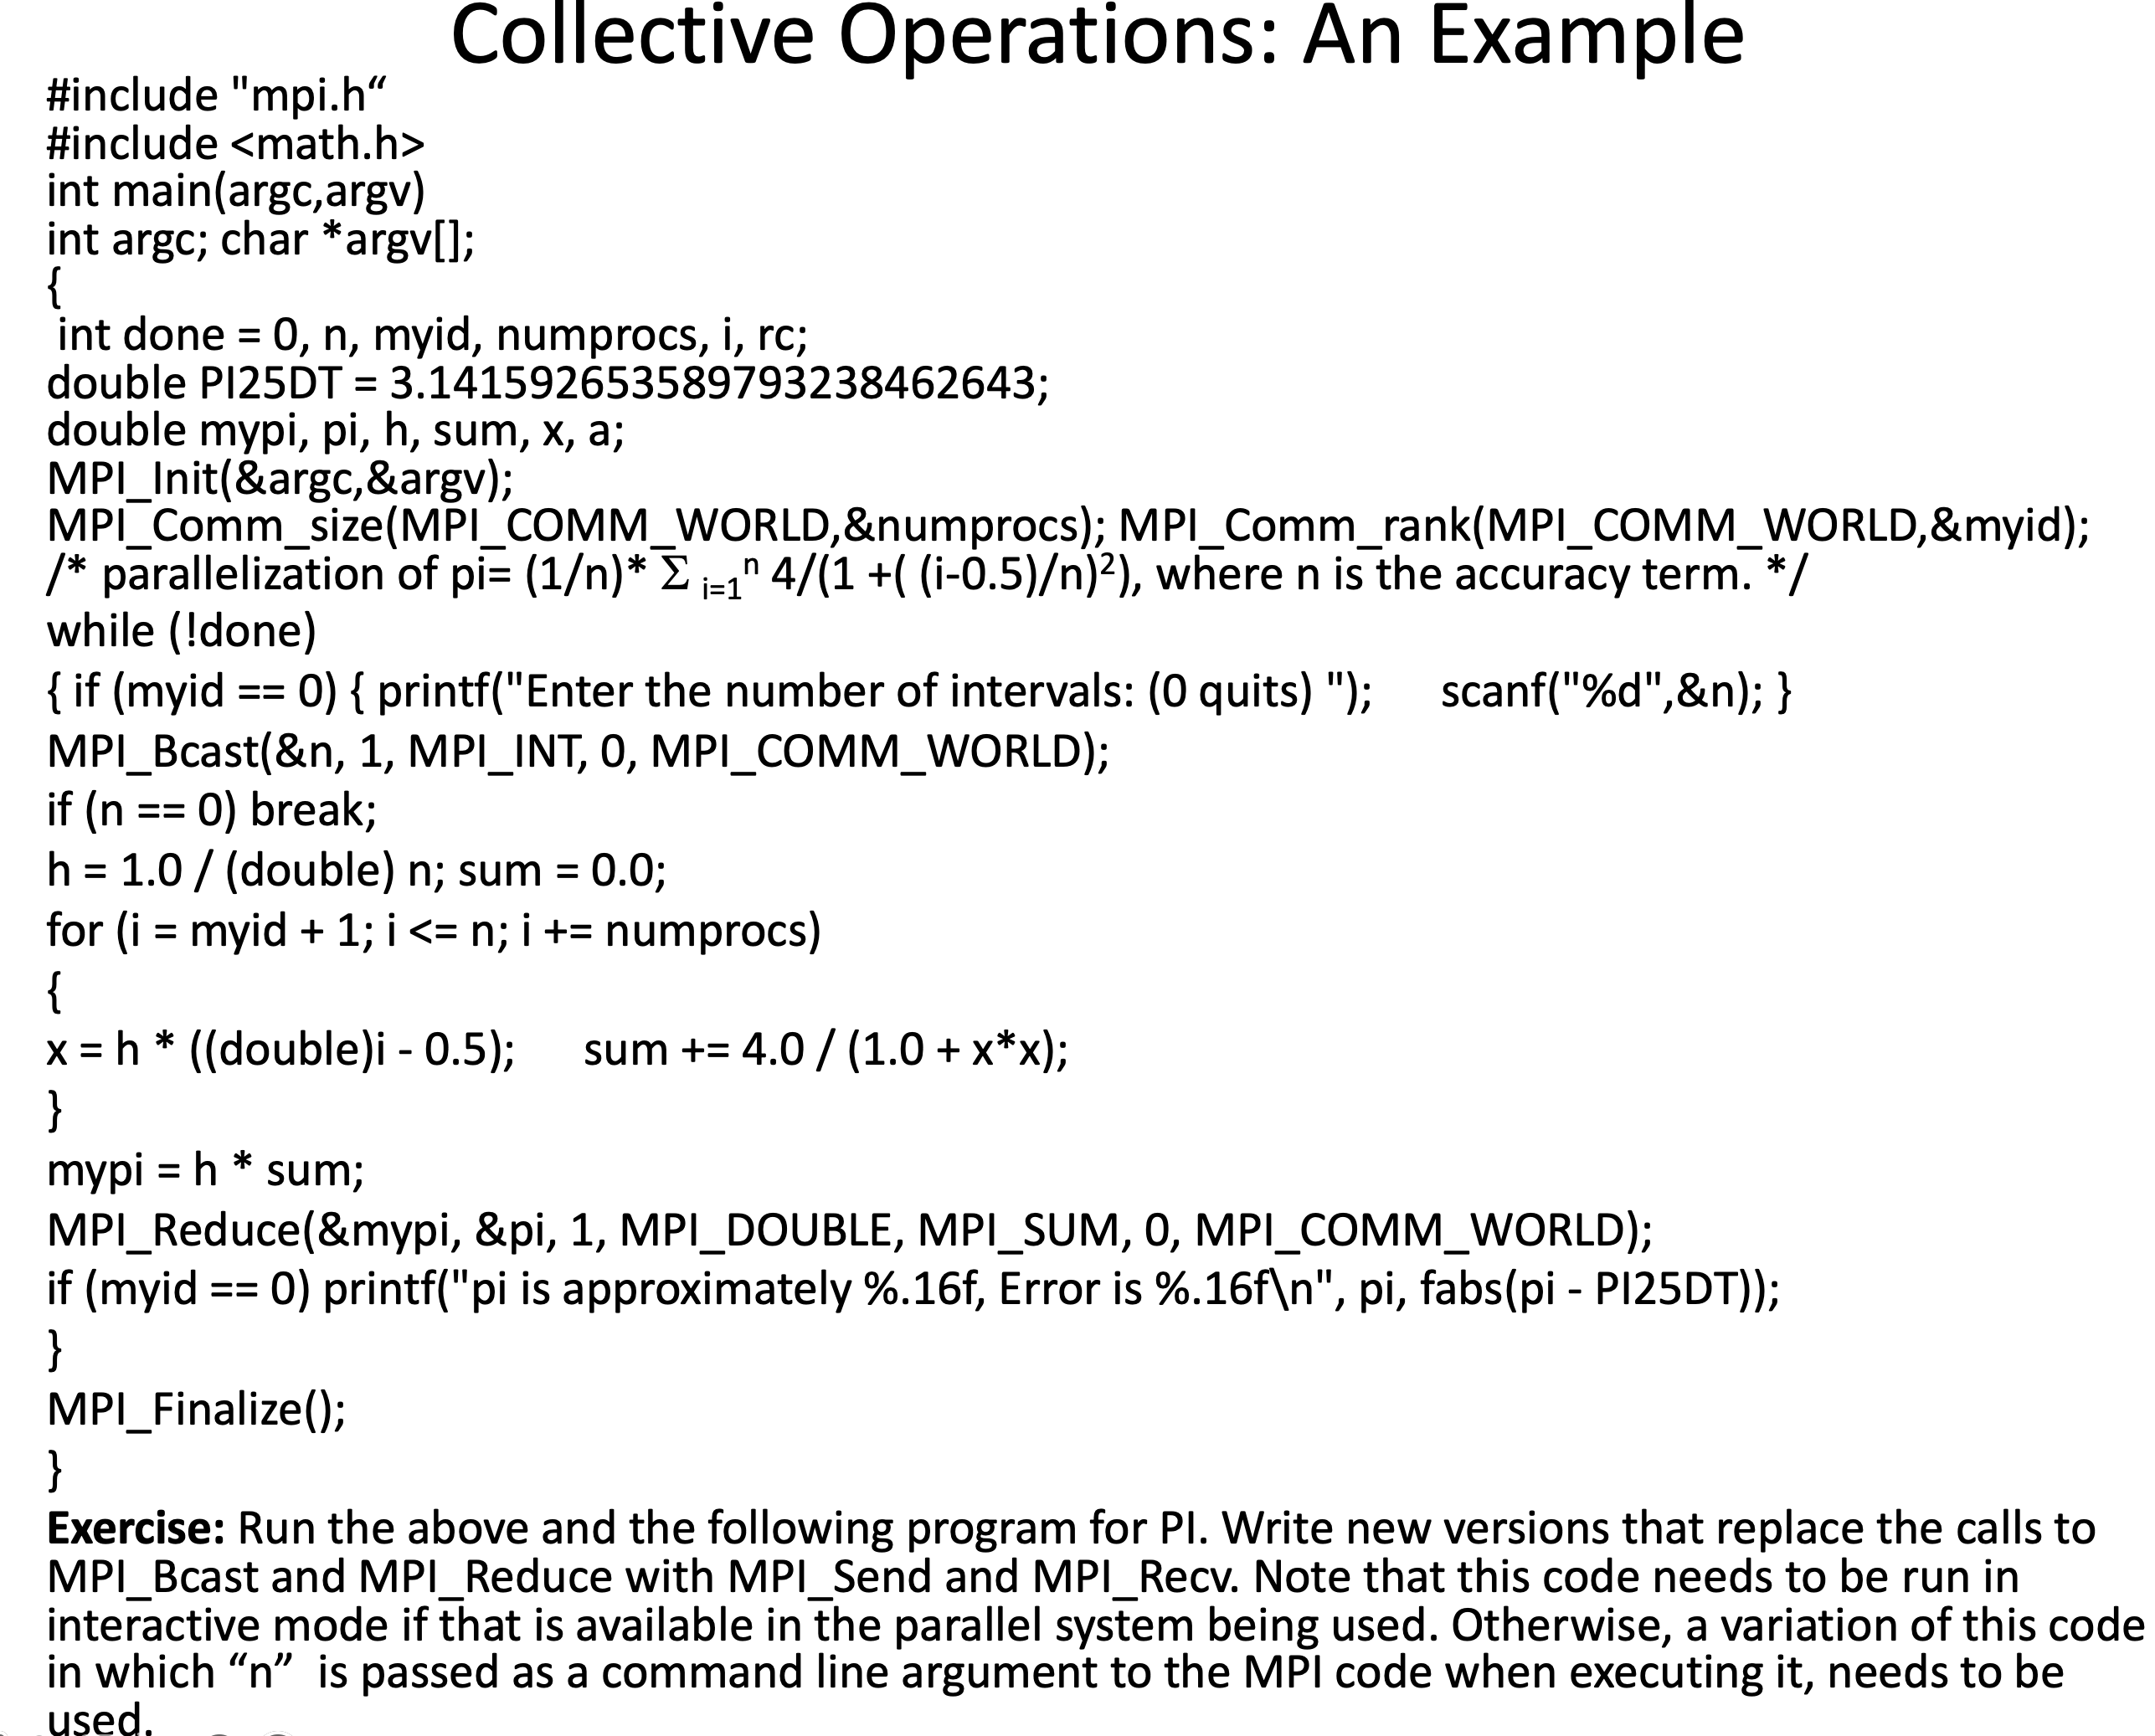 Collective Operations: An Example
#include "mpi.h“
#include <math.h>
int main(argc,argv)
int argc; char *argv[];
{
int done = 0, n, myid, numprocs, i, rc;
double PI25DT = 3.141592653589793238462643;
double mypi, pi, h, sum, x, a;
MPI_Init(&argc,&argv);
MPI_Comm_size(MPI_COMM_WORLD,&numprocs); MPI_Comm_rank(MPI_COMM_WORLD,&myid);
/* parallelization of pi= (1/n)* Σ i=1ⁿ 4/(1 +( (i-0.5)/n)²), where n is the accuracy term. */
while (!done)
{ if (myid == 0) { printf("Enter the number of intervals: (0 quits) "); scanf("%d",&n); }
MPI_Bcast(&n, 1, MPI_INT, 0, MPI_COMM_WORLD);
if (n == 0) break;
h = 1.0 / (double) n; sum = 0.0;
for (i = myid + 1; i <= n; i += numprocs)
{
x = h * ((double)i - 0.5); sum += 4.0 / (1.0 + x*x);
}
mypi = h * sum;
MPI_Reduce(&mypi, &pi, 1, MPI_DOUBLE, MPI_SUM, 0, MPI_COMM_WORLD);
if (myid == 0) printf("pi is approximately %.16f, Error is %.16f\n", pi, fabs(pi - PI25DT));
}
MPI_Finalize();
}
Exercise: Run the above and the following program for PI. Write new versions that replace the calls to
MPI_Bcast and MPI_Reduce with MPI_Send and MPI_Recv. Note that this code needs to be run in
interactive mode if that is available in the parallel system being used. Otherwise, a variation of this code
in which “n” is passed as a command line argument to the MPI code when executing it, needs to be
used.